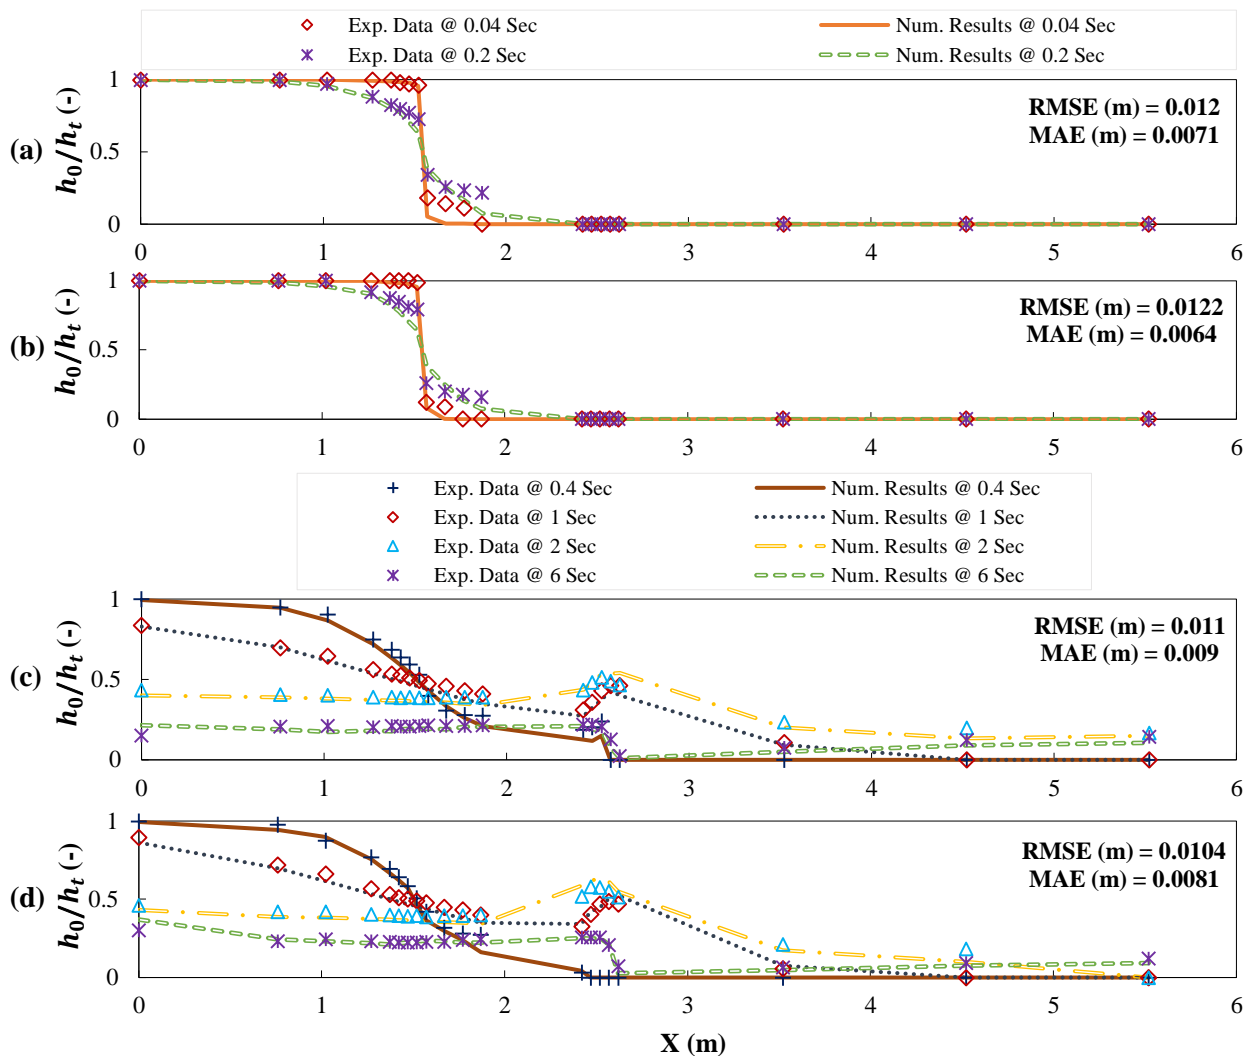 Exp. Data @ 0.04 Sec Num. Results @ 0.04 Sec
Exp. Data @ 0.2 Sec Num. Results @ 0.2 Sec
(a)
h₀/hₜ (-)
1
0.5
0
RMSE (m) = 0.012
MAE (m) = 0.0071
0 1 2 3 4 5 6
(b)
h₀/hₜ (-)
1
0.5
0
RMSE (m) = 0.0122
MAE (m) = 0.0064
0 1 2 3 4 5 6
Exp. Data @ 0.4 Sec Num. Results @ 0.4 Sec
Exp. Data @ 1 Sec Num. Results @ 1 Sec
Exp. Data @ 2 Sec Num. Results @ 2 Sec
Exp. Data @ 6 Sec Num. Results @ 6 Sec
(c)
h₀/hₜ (-)
1
0.5
0
RMSE (m) = 0.011
MAE (m) = 0.009
0 1 2 3 4 5 6
(d)
h₀/hₜ (-)
1
0.5
0
RMSE (m) = 0.0104
MAE (m) = 0.0081
0 1 2 3 4 5 6
X (m)